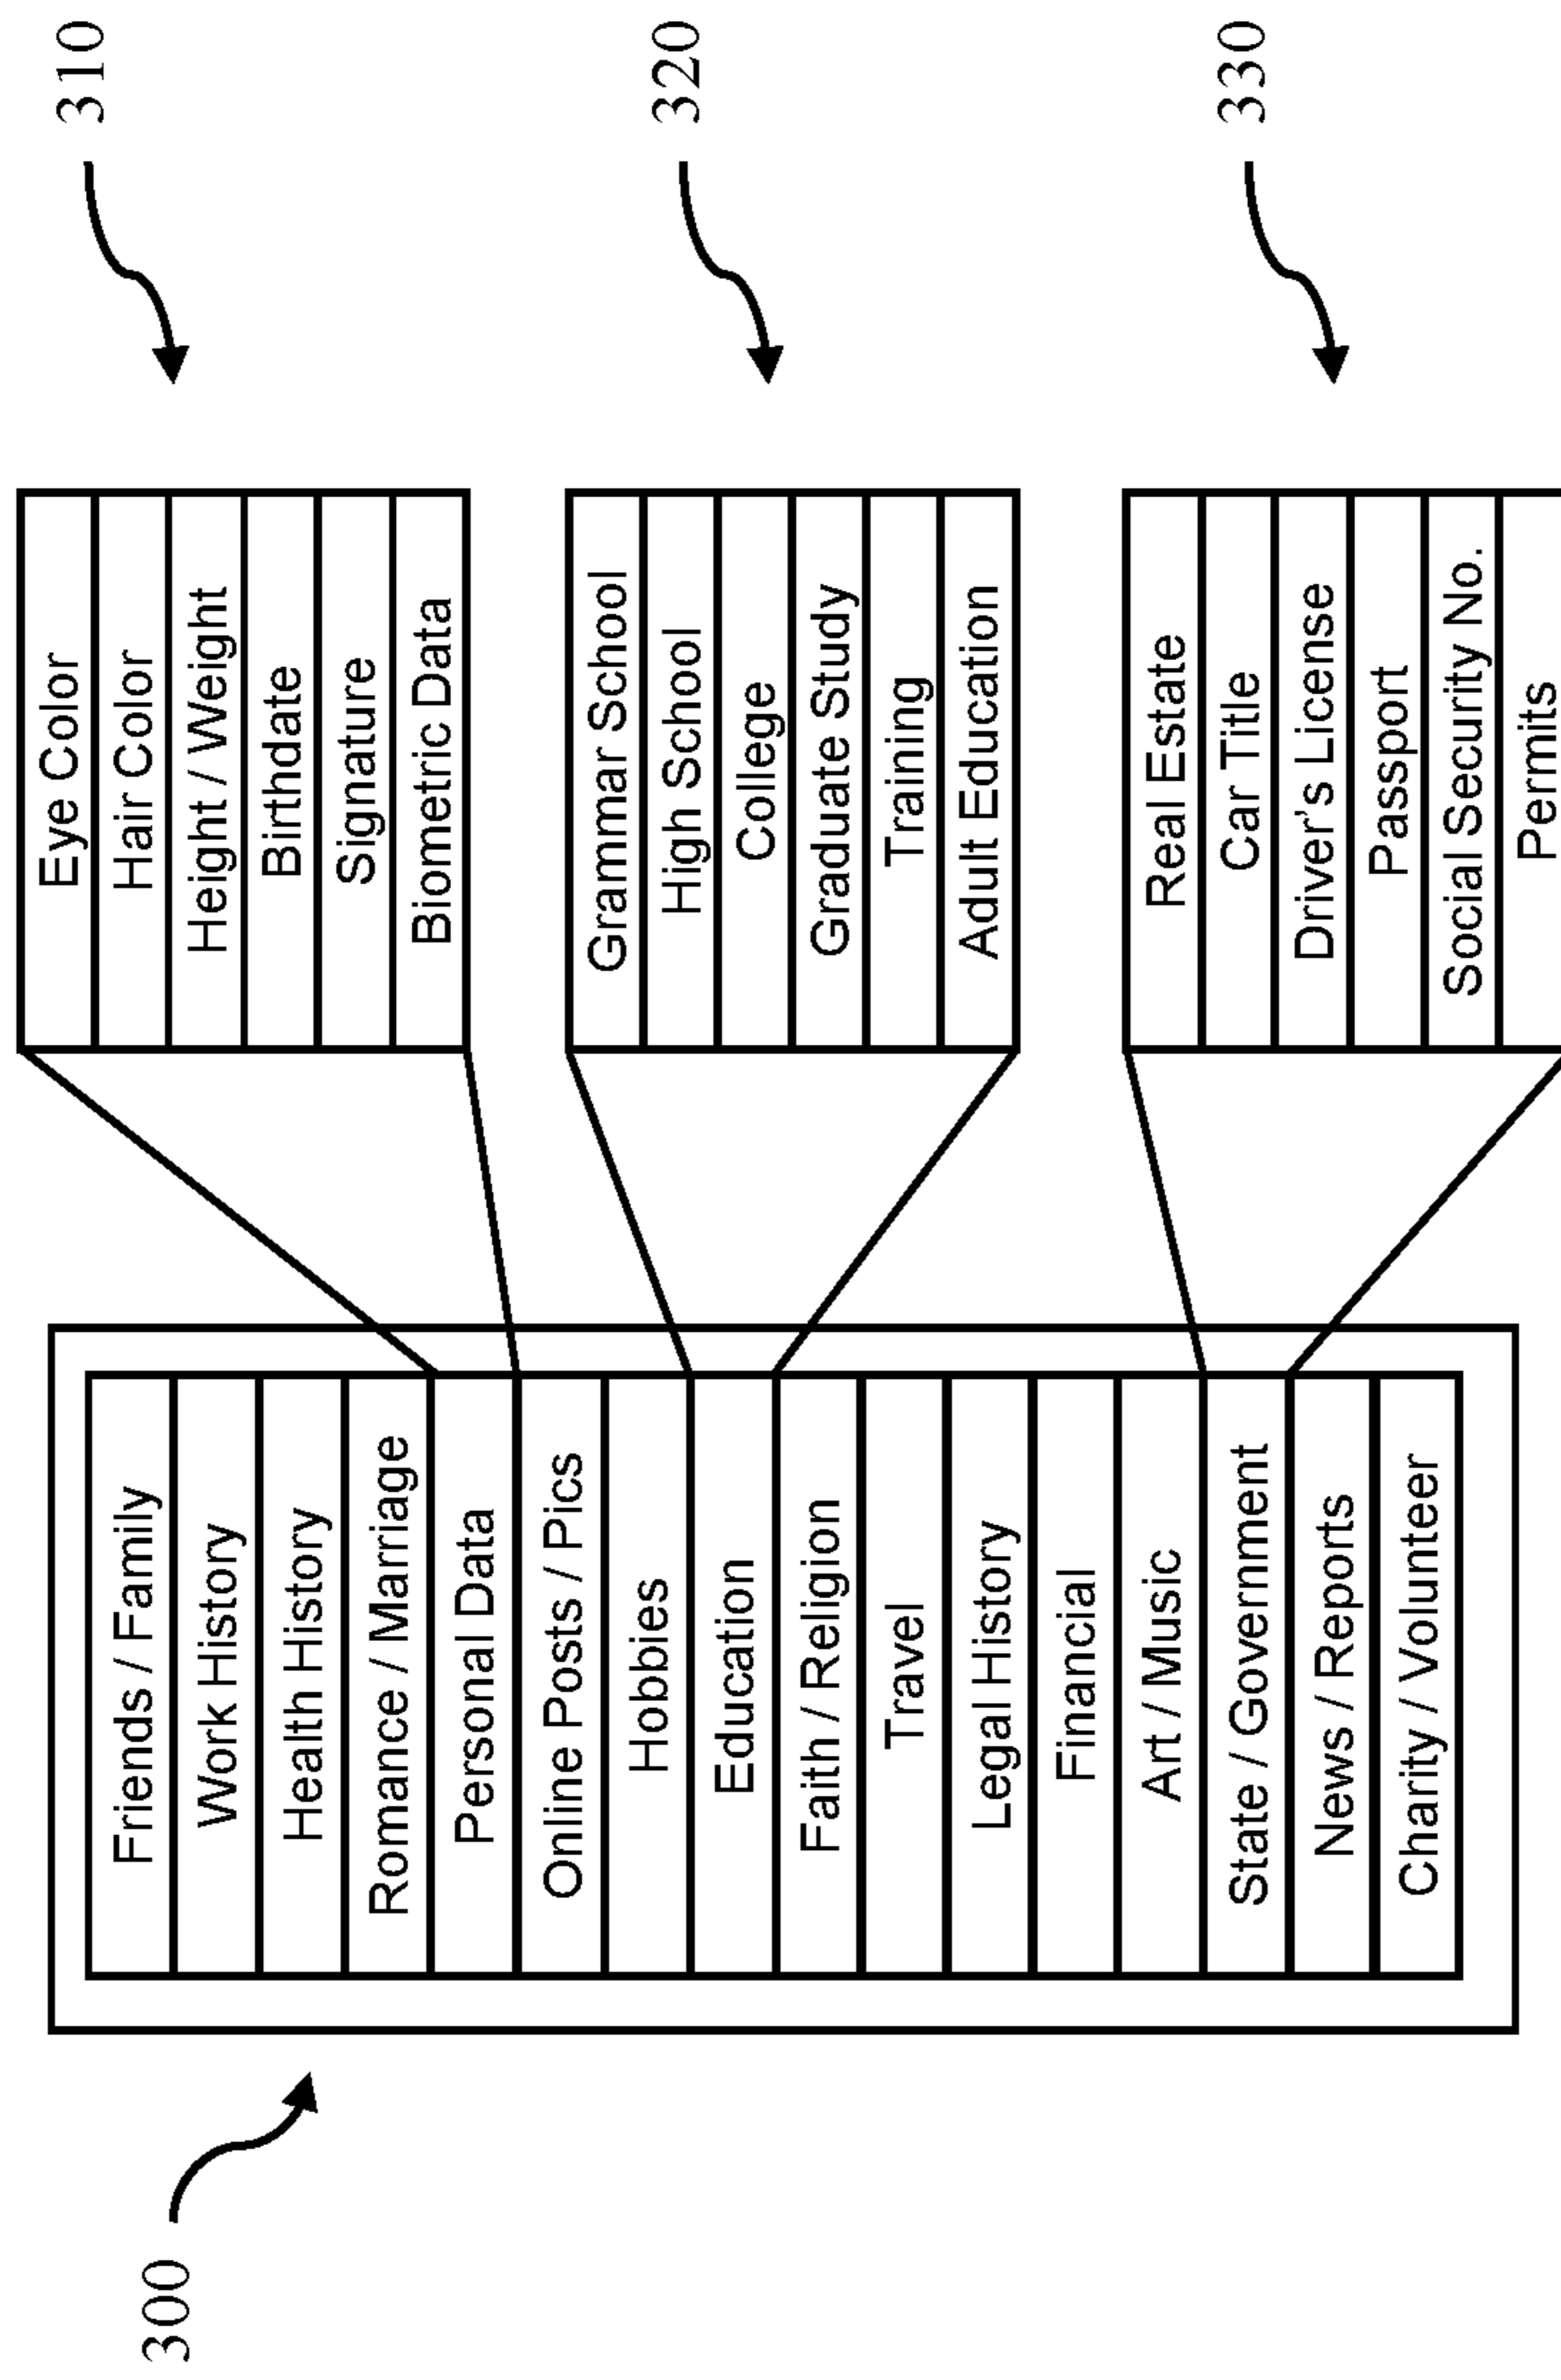 300
Friends / Family
Work History
Health History
Romance / Marriage
Personal Data
Online Posts / Pics
Hobbies
Education
Faith / Religion
Travel
Legal History
Financial
Art / Music
State / Government
News / Reports
Charity / Volunteer
Eye Color
Hair Color
Height / Weight
Birthdate
Signature
Biometric Data
310
Grammar School
High School
College
Graduate Study
Training
Adult Education
320
Real Estate
Car Title
Driver's License
Passport
Social Security No.
Permits
330